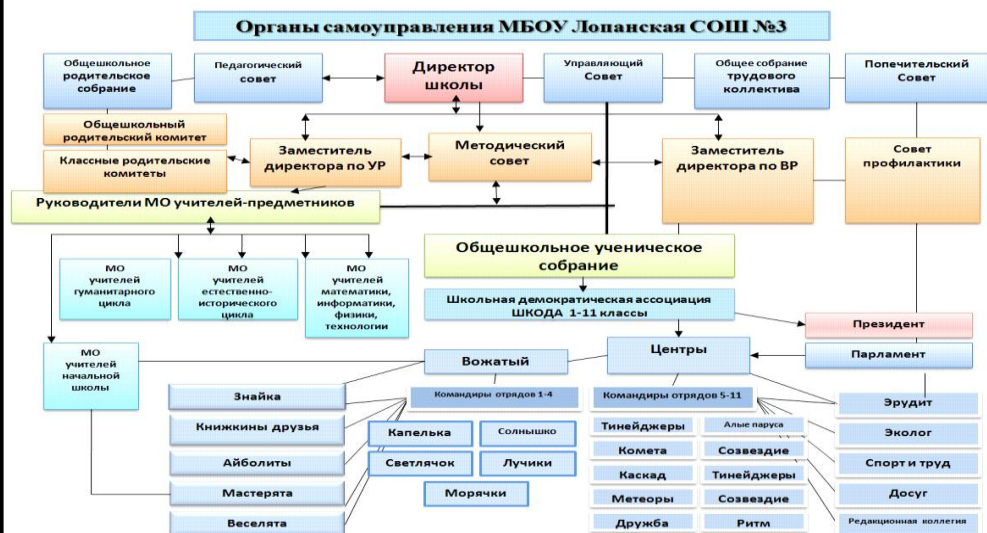 Органы самоуправления МБОУ Лопанская СОШ №3
Общешкольное
родительское
собрание
Педагогический
совет
Директор
школы
Управляющий
Совет
Общее собрание
трудового
коллектива
Попечительский
Совет
Общешкольный
родительский комитет
Классные родительские
комитеты
Заместитель
директора по УР
Методический
совет
Заместитель
директора по ВР
Совет
профилактики
Руководители МО учителей-предметников
Общешкольное ученическое
собрание
МО
учителей
гуманитарного
цикла
МО
учителей
естественно-
исторического
цикла
МО
учителей
математики,
информатики,
физики,
технологии
Школьная демократическая ассоциация
ШКОДА 1-11 классы
Президент
Парламент
МО
учителей
начальной
школы
Вожатый
Центры
Знайка
Книжкины друзья
Айболиты
Мастерята
Веселята
Командиры отрядов 1-4
Капелька
Солнышко
Светлячок
Лучики
Морячки
Командиры отрядов 5-11
Тинейджеры
Алые паруса
Комета
Созвездие
Каскад
Тинейджеры
Метеоры
Созвездие
Дружба
Ритм
Эрудит
Эколог
Спорт и труд
Досуг
Редакционная коллегия